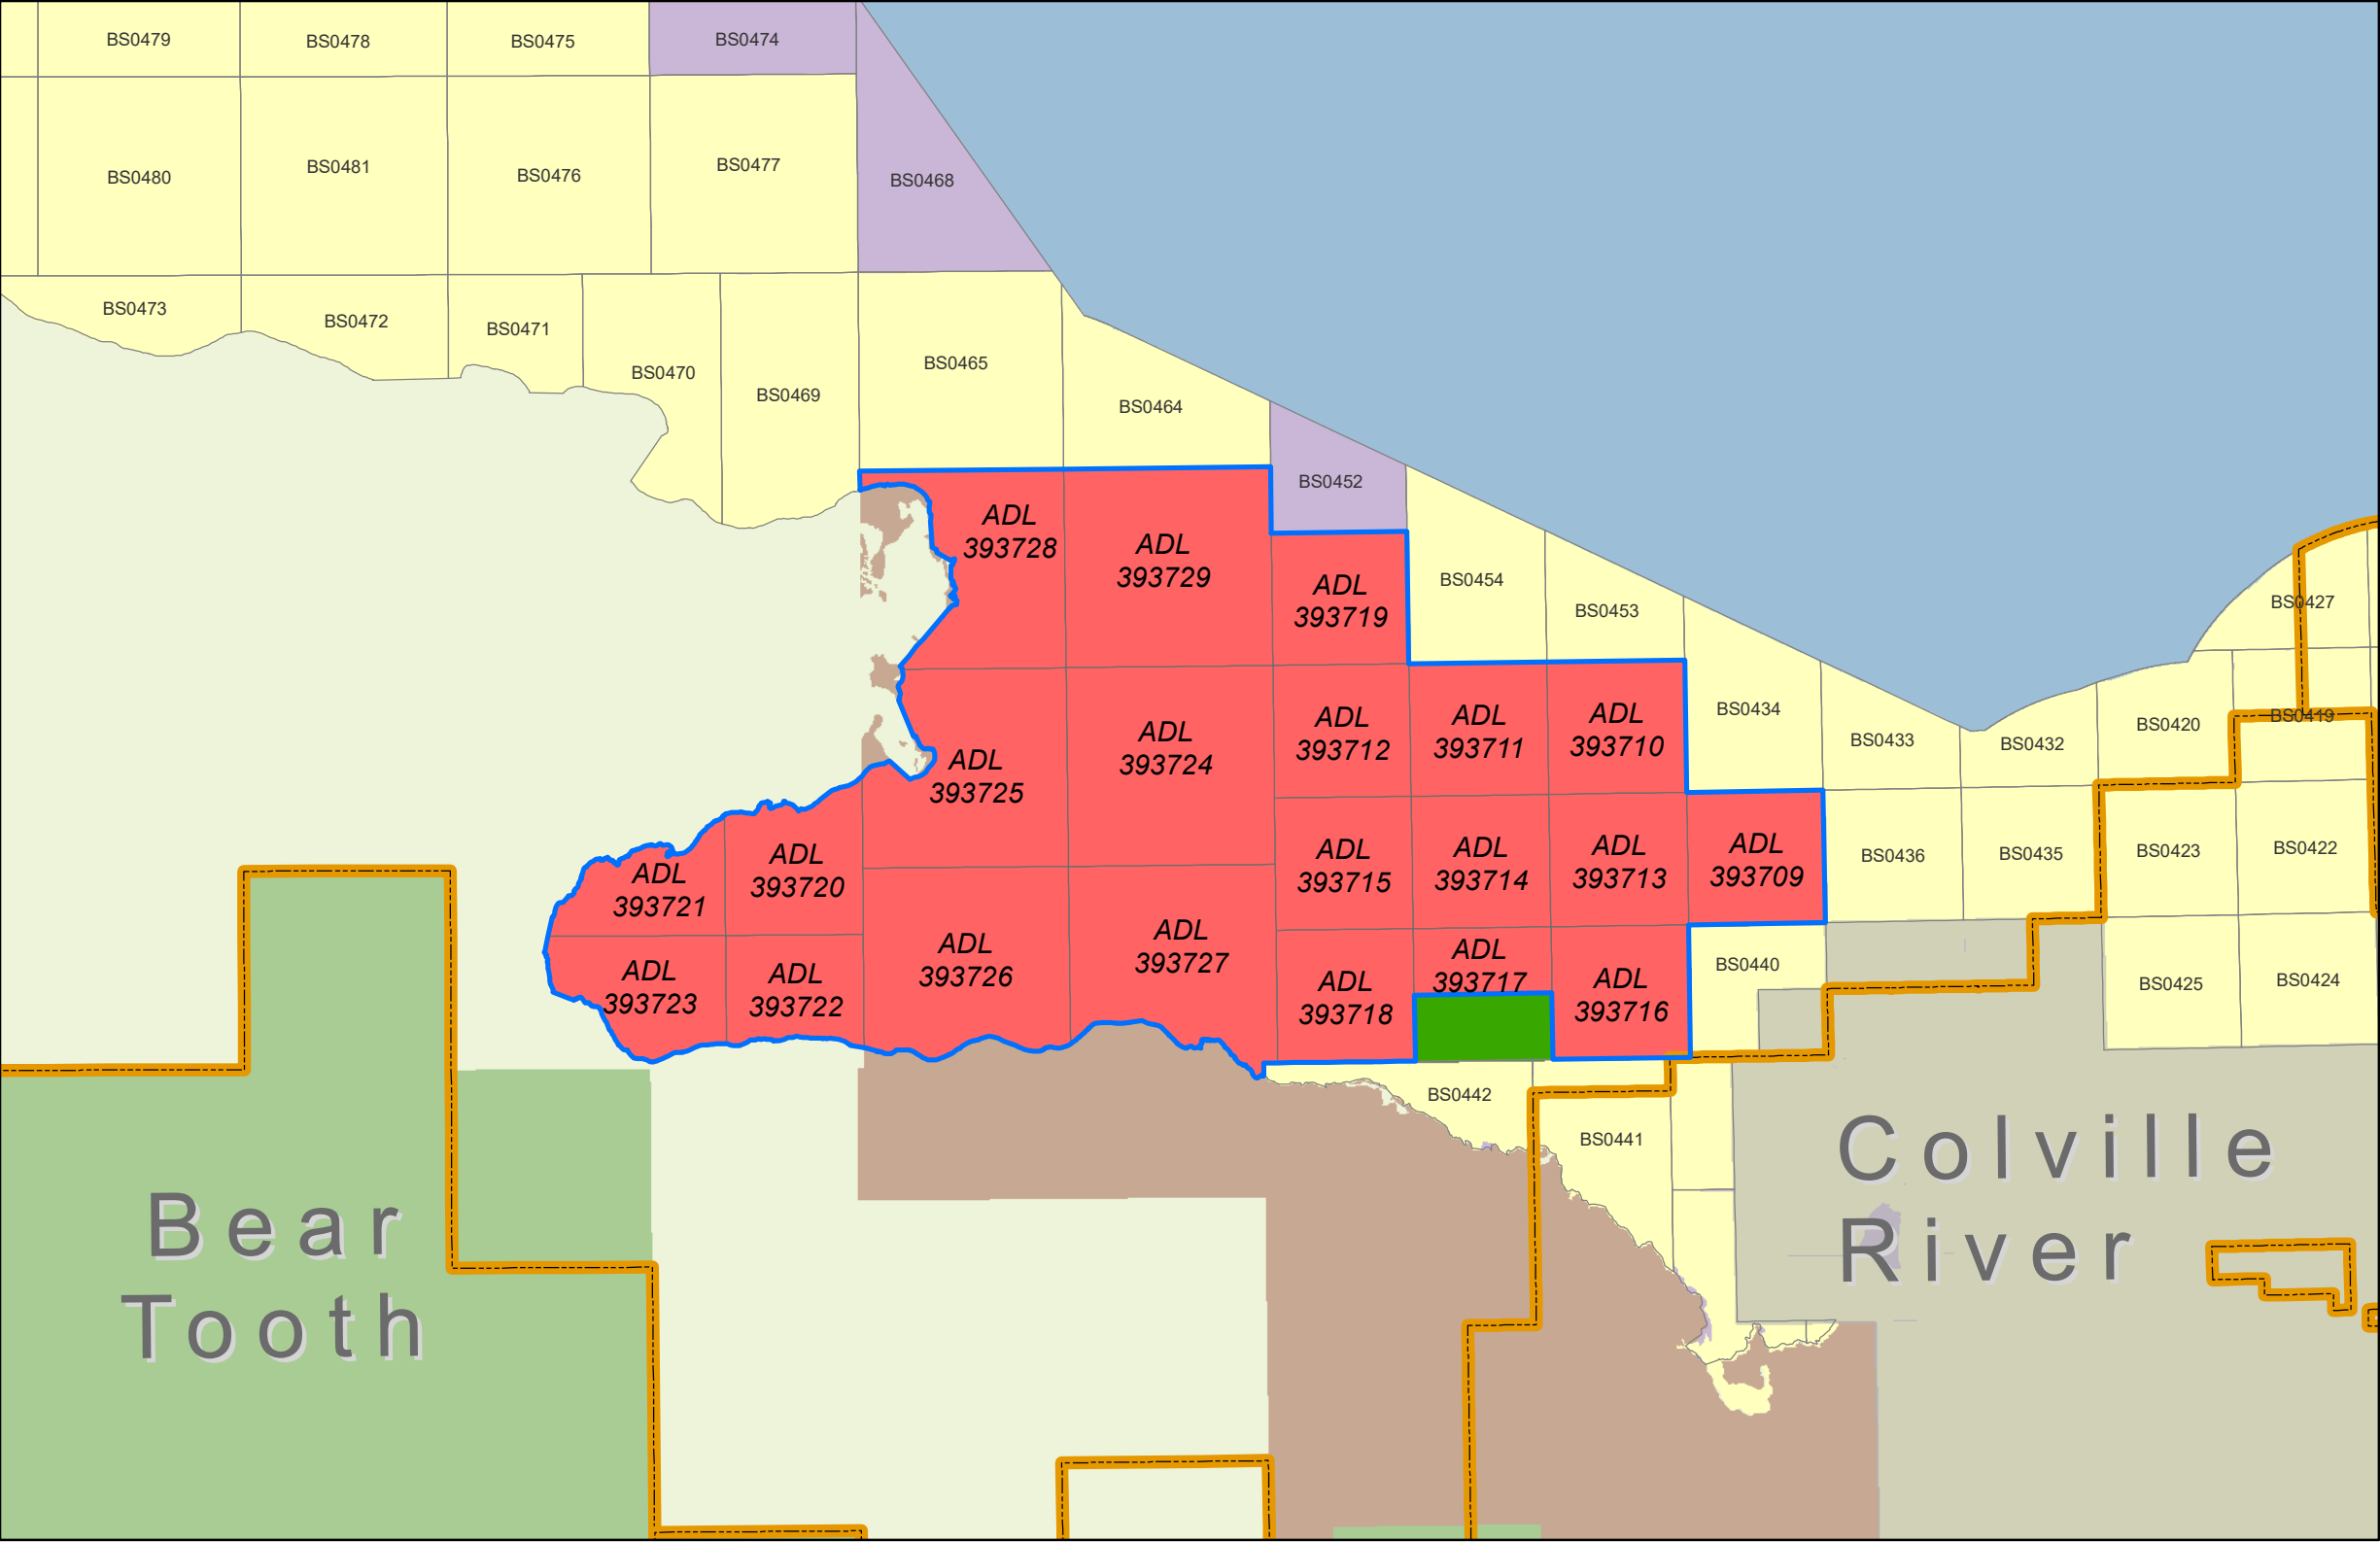 BS0479
BS0478
BS0475
BS0474
BS0480
BS0481
BS0476
BS0477
BS0468
BS0473
BS0472
BS0471
BS0470
BS0469
BS0465
BS0464
BS0452
BS0454
BS0453
BS0427
ADL
393728
ADL
393729
ADL
393719
BS0434
BS0433
BS0432
BS0420
BS0419
ADL
393725
ADL
393724
ADL
393712
ADL
393711
ADL
393710
ADL
393721
ADL
393720
ADL
393715
ADL
393714
ADL
393713
ADL
393709
BS0436
BS0435
BS0423
BS0422
ADL
393723
ADL
393722
ADL
393726
ADL
393727
ADL
393718
ADL
393717
ADL
393716
BS0440
BS0425
BS0424
BS0442
BS0441
Bear
Tooth
Colville
River